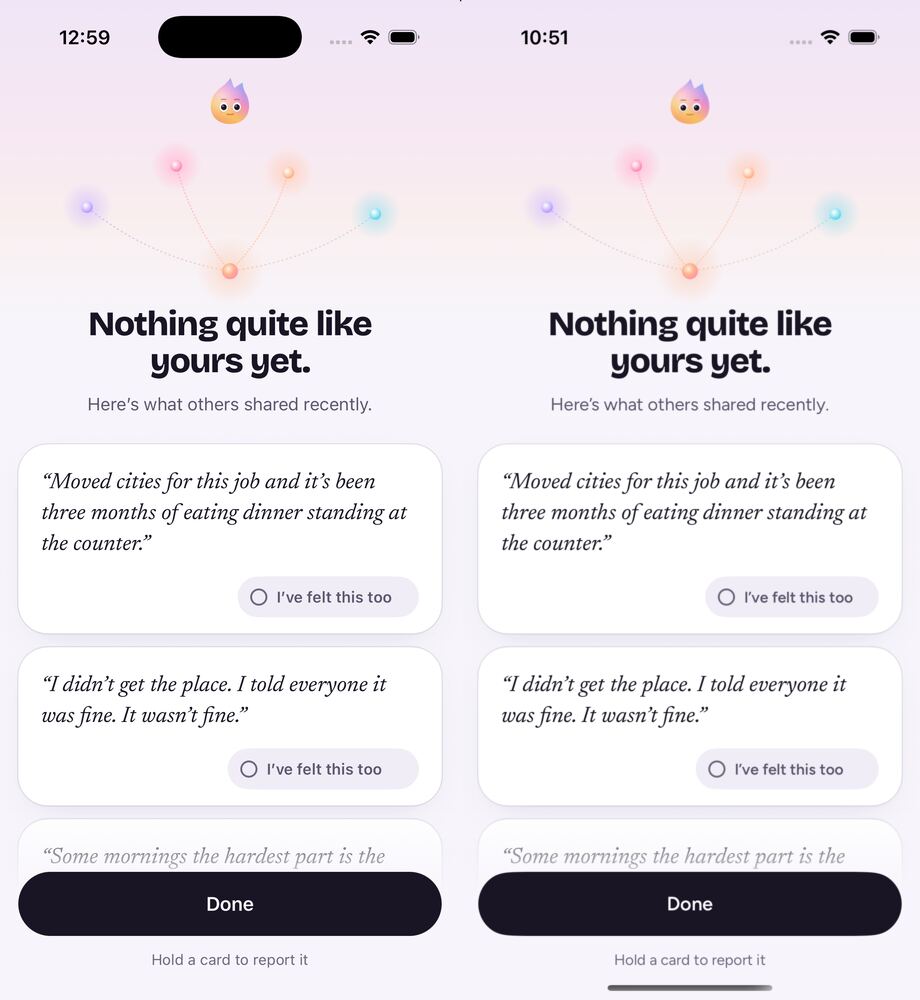 12:59
Nothing quite like
yours yet.
Here’s what others shared recently.
“Moved cities for this job and it’s been
three months of eating dinner standing at
the counter.”
I’ve felt this too
“I didn’t get the place. I told everyone it
was fine. It wasn’t fine.”
I’ve felt this too
“Some mornings the hardest part is the
Done
Hold a card to report it
10:51
Nothing quite like
yours yet.
Here’s what others shared recently.
“Moved cities for this job and it’s been
three months of eating dinner standing at
the counter.”
I’ve felt this too
“I didn’t get the place. I told everyone it
was fine. It wasn’t fine.”
I’ve felt this too
“Some mornings the hardest part is the
Done
Hold a card to report it